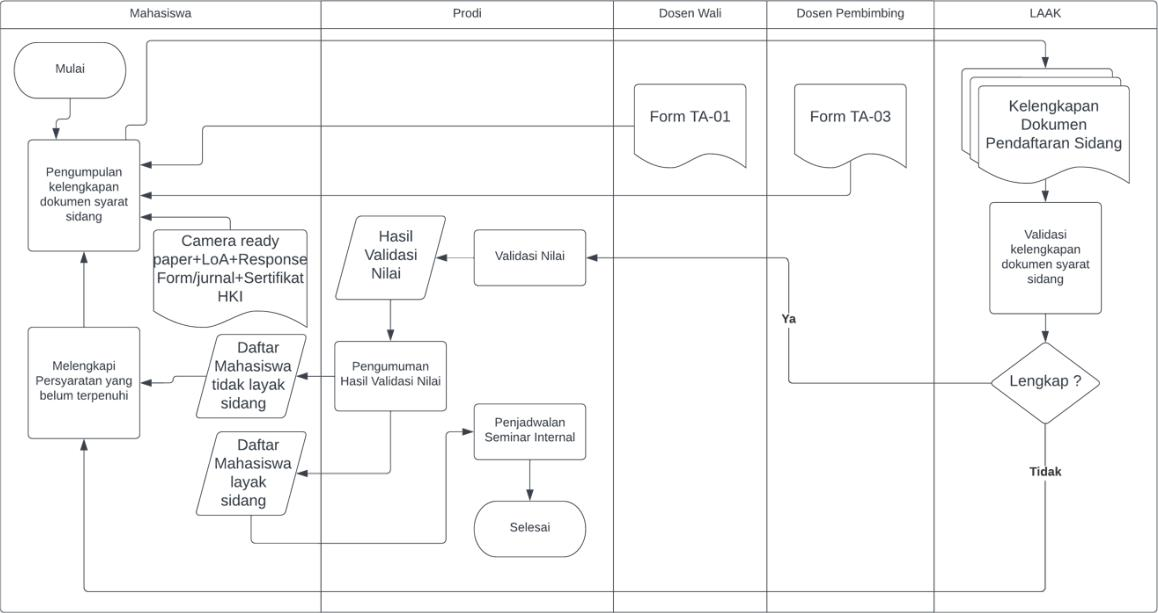 Mahasiswa
Prodi
Dosen Wali
Dosen Pembimbing
LAAK
Mulai
Form TA-01
Form TA-03
Kelengkapan
Dokumen
Pendaftaran Sidang
Pengumpulan
kelengkapan
dokumen syarat
sidang
Camera ready
paper+LoA+Response
Form/jurnal+Sertifikat
HKI
Hasil
Validasi
Nilai
Validasi Nilai
Validasi
kelengkapan
dokumen syarat
sidang
Ya
Melengkapi
Persyaratan yang
belum terpenuhi
Daftar
Mahasiswa
tidak layak
sidang
Pengumuman
Hasil Validasi Nilai
Lengkap ?
Penjadwalan
Seminar Internal
Daftar
Mahasiswa
layak
sidang
Tidak
Selesai